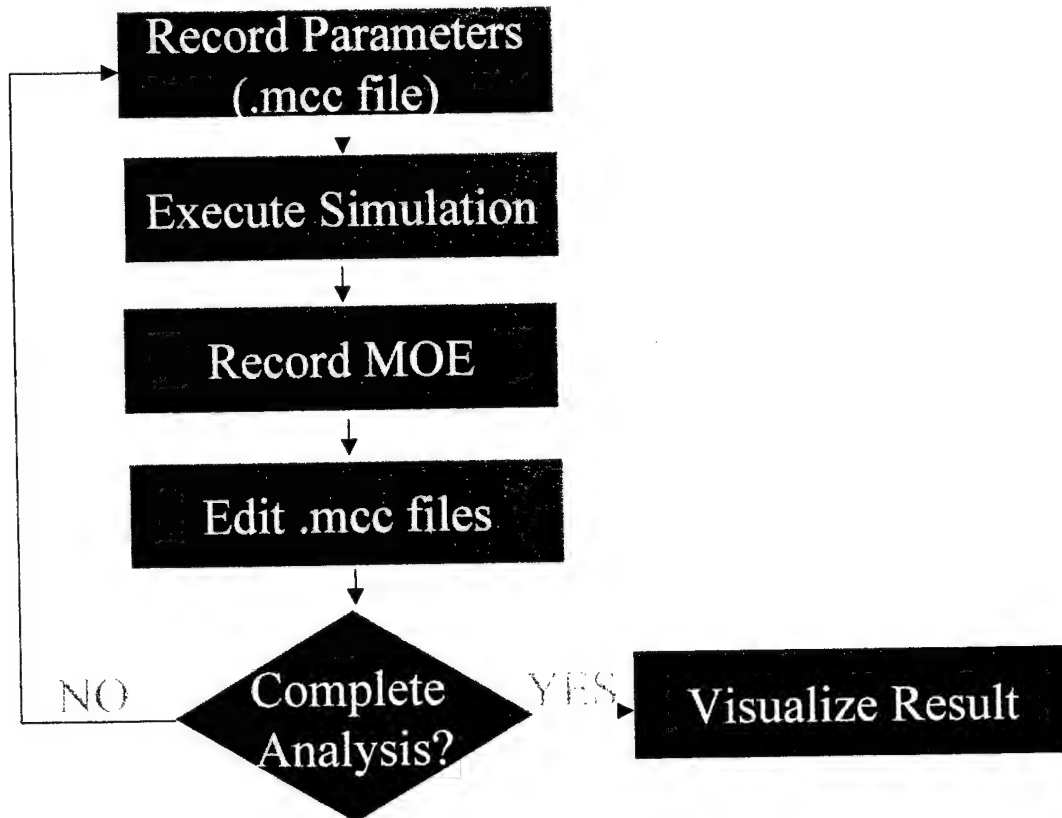 Record Parameters
(.mcc file)
Execute Simulation
Record MOE
Edit .mcc files
Complete
Analysis?
NO
YES
Visualize Result